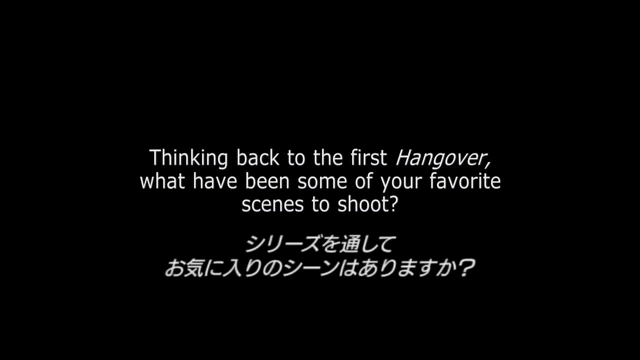 Thinking back to the first Hangover,
what have been some of your favorite
scenes to shoot?
シリーズを通して
お気に入りのシーンはありますか?